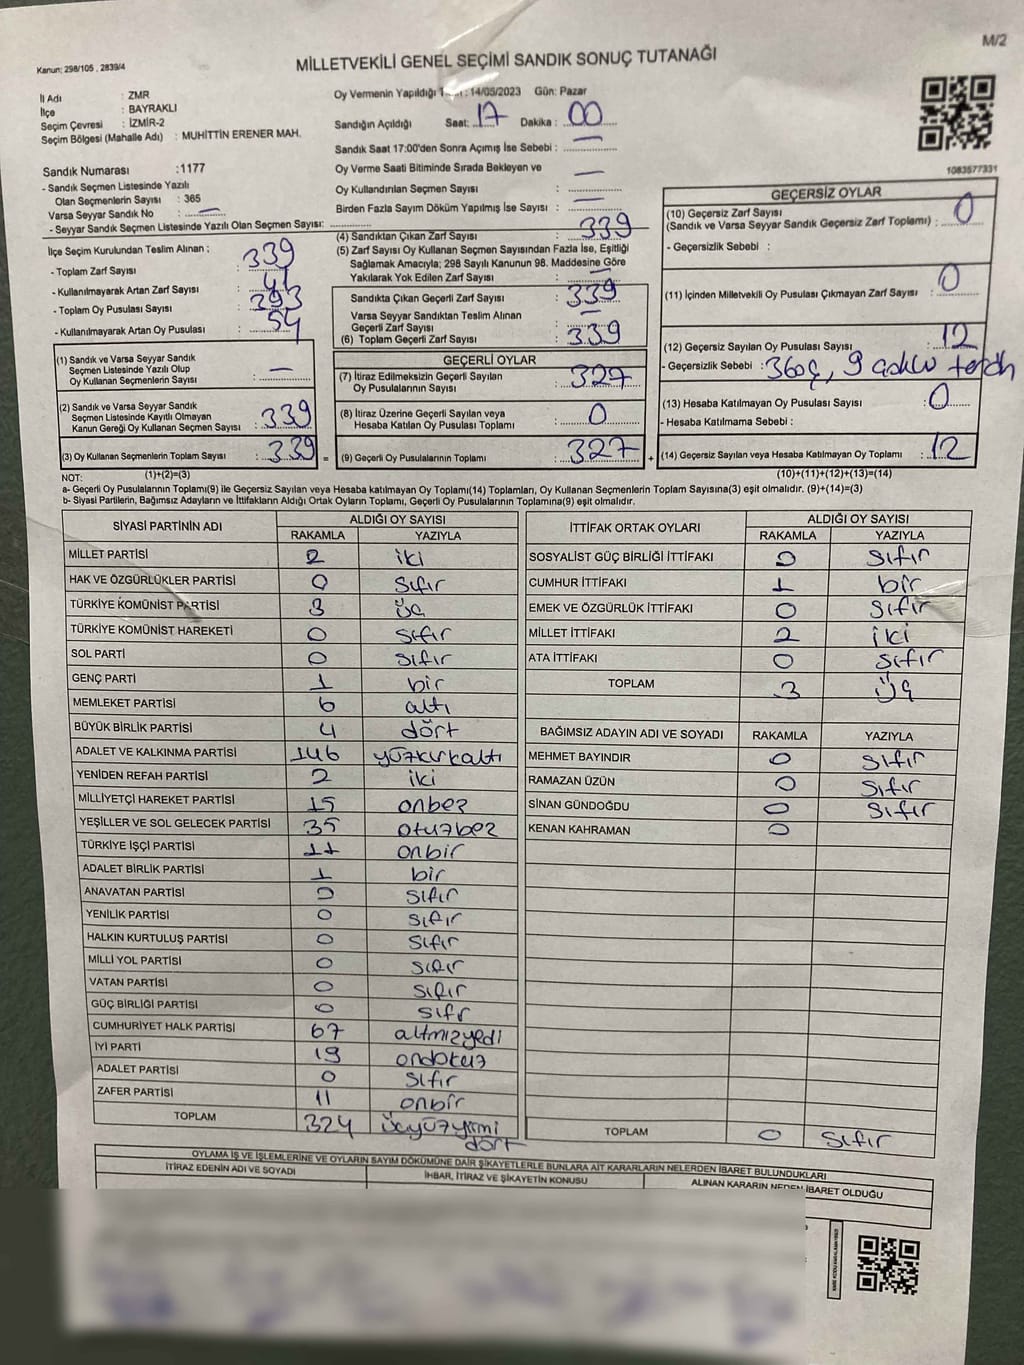 M/2
Kanun: 298/105 , 2839/4
MİLLETVEKİLİ GENEL SEÇİMİ SANDIK SONUÇ TUTANAĞI
İl Adı : ZMR
İlçe : BAYRAKLI
Seçim Çevresi : İZMİR-2
Seçim Bölgesi (Mahalle Adı) : MUHİTTİN ERENER MAH.
Sandık Numarası :1177
- Sandık Seçmen Listesinde Yazılı
Olan Seçmenlerin Sayısı : 365
Varsa Seyyar Sandık No : —
- Seyyar Sandık Seçmen Listesinde Yazılı Olan Seçmen Sayısı:
Oy Vermenin Yapıldığı : 14/05/2023 Gün: Pazar
Sandığın Açıldığı Saat: 17 Dakika : 00
Sandık Saat 17:00'den Sonra Açımış İse Sebebi : —
Oy Verme Saati Bitiminde Sırada Bekleyen ve
Oy Kullandırılan Seçmen Sayısı : —
Birden Fazla Sayım Döküm Yapılmış İse Sayısı : —
1083577331
İlçe Seçim Kurulundan Teslim Alınan ;
- Toplam Zarf Sayısı : 339
- Kullanılmayarak Artan Zarf Sayısı :
- Toplam Oy Pusulası Sayısı : 393
- Kullanılmayarak Artan Oy Pusulası : 54
(1) Sandık ve Varsa Seyyar Sandık
Seçmen Listesinde Yazılı Olup
Oy Kullanan Seçmenlerin Sayısı : —
(2) Sandık ve Varsa Seyyar Sandık
Seçmen Listesinde Kayıtlı Olmayan
Kanun Gereği Oy Kullanan Seçmen Sayısı : 339
(3) Oy Kullanan Seçmenlerin Toplam Sayısı : 339 =
(4) Sandıktan Çıkan Zarf Sayısı : 339
(5) Zarf Sayısı Oy Kullanan Seçmen Sayısından Fazla İse, Eşitliği
Sağlamak Amacıyla; 298 Sayılı Kanunun 98. Maddesine Göre
Yakılarak Yok Edilen Zarf Sayısı : —
Sandıkta Çıkan Geçerli Zarf Sayısı : 339
Varsa Seyyar Sandıktan Teslim Alınan
Geçerli Zarf Sayısı : —
(6) Toplam Geçerli Zarf Sayısı : 339
GEÇERLİ OYLAR
(7) İtiraz Edilmeksizin Geçerli Sayılan
Oy Pusulalarının Sayısı : 327
(8) İtiraz Üzerine Geçerli Sayılan veya
Hesaba Katılan Oy Pusulası Toplamı : 0
(9) Geçerli Oy Pusulalarının Toplamı : 327 +
GEÇERSİZ OYLAR
(10) Geçersiz Zarf Sayısı
(Sandık ve Varsa Seyyar Sandık Geçersiz Zarf Toplamı) : 0
- Geçersizlik Sebebi :
(11) İçinden Milletvekili Oy Pusulası Çıkmayan Zarf Sayısı : 0
(12) Geçersiz Sayılan Oy Pusulası Sayısı : 12
- Geçersizlik Sebebi : 3 boş, 9 çoklu tercih
(13) Hesaba Katılmayan Oy Pusulası Sayısı : 0
- Hesaba Katılmama Sebebi :
(14) Geçersiz Sayılan veya Hesaba Katılmayan Oy Toplamı : 12
NOT: (1)+(2)=(3)
(10)+(11)+(12)+(13)=(14)
a- Geçerli Oy Pusulalarının Toplamı(9) ile Geçersiz Sayılan veya Hesaba katılmayan Oy Toplamı(14) Toplamları, Oy Kullanan Seçmenlerin Toplam Sayısına(3) eşit olmalıdır. (9)+(14)=(3)
b- Siyasi Partilerin, Bağımsız Adayların ve İttifakların Aldığı Ortak Oyların Toplamı, Geçerli Oy Pusulalarının Toplamına(9) eşit olmalıdır.
SİYASİ PARTİNİN ADI ALDIĞI OY SAYISI
RAKAMLA YAZIYLA
MİLLET PARTİSİ 2 iki
HAK VE ÖZGÜRLÜKLER PARTİSİ 0 sıfır
TÜRKİYE KOMÜNİST PARTİSİ 3 üç
TÜRKİYE KOMÜNİST HAREKETİ 0 sıfır
SOL PARTİ 0 sıfır
GENÇ PARTİ 1 bir
MEMLEKET PARTİSİ 6 altı
BÜYÜK BİRLİK PARTİSİ 4 dört
ADALET VE KALKINMA PARTİSİ 146 yüzkırkaltı
YENİDEN REFAH PARTİSİ 2 iki
MİLLİYETÇİ HAREKET PARTİSİ 15 onbeş
YEŞİLLER VE SOL GELECEK PARTİSİ 35 otuzbeş
TÜRKİYE İŞÇİ PARTİSİ 11 onbir
ADALET BİRLİK PARTİSİ 1 bir
ANAVATAN PARTİSİ 0 sıfır
YENİLİK PARTİSİ 0 sıfır
HALKIN KURTULUŞ PARTİSİ 0 sıfır
MİLLİ YOL PARTİSİ 0 sıfır
VATAN PARTİSİ 0 sıfır
GÜÇ BİRLİĞİ PARTİSİ 0 sıfr
CUMHURİYET HALK PARTİSİ 67 altmışyedi
İYİ PARTİ 19 ondokuz
ADALET PARTİSİ 0 sıfır
ZAFER PARTİSİ 11 onbir
TOPLAM 324 üçyüzyirmi
dört
İTTİFAK ORTAK OYLARI ALDIĞI OY SAYISI
RAKAMLA YAZIYLA
SOSYALİST GÜÇ BİRLİĞİ İTTİFAKI 0 sıfır
CUMHUR İTTİFAKI 1 bir
EMEK VE ÖZGÜRLÜK İTTİFAKI 0 sıfır
MİLLET İTTİFAKI 2 iki
ATA İTTİFAKI 0 sıfır
TOPLAM 3 üç
BAĞIMSIZ ADAYIN ADI VE SOYADI RAKAMLA YAZIYLA
MEHMET BAYINDIR 0 sıfır
RAMAZAN ÜZÜN 0 sıfır
SİNAN GÜNDOĞDU 0 sıfır
KENAN KAHRAMAN 0
TOPLAM 0 sıfır
OYLAMA İŞ VE İŞLEMLERİNE VE OYLARIN SAYIM DÖKÜMÜNE DAİR ŞİKAYETLERLE BUNLARA AİT KARARLARIN NELERDEN İBARET BULUNDUKLARI
İTİRAZ EDENİN ADI VE SOYADI İHBAR, İTİRAZ VE ŞİKAYETİN KONUSU ALINAN KARARIN NEDEN İBARET OLDUĞU